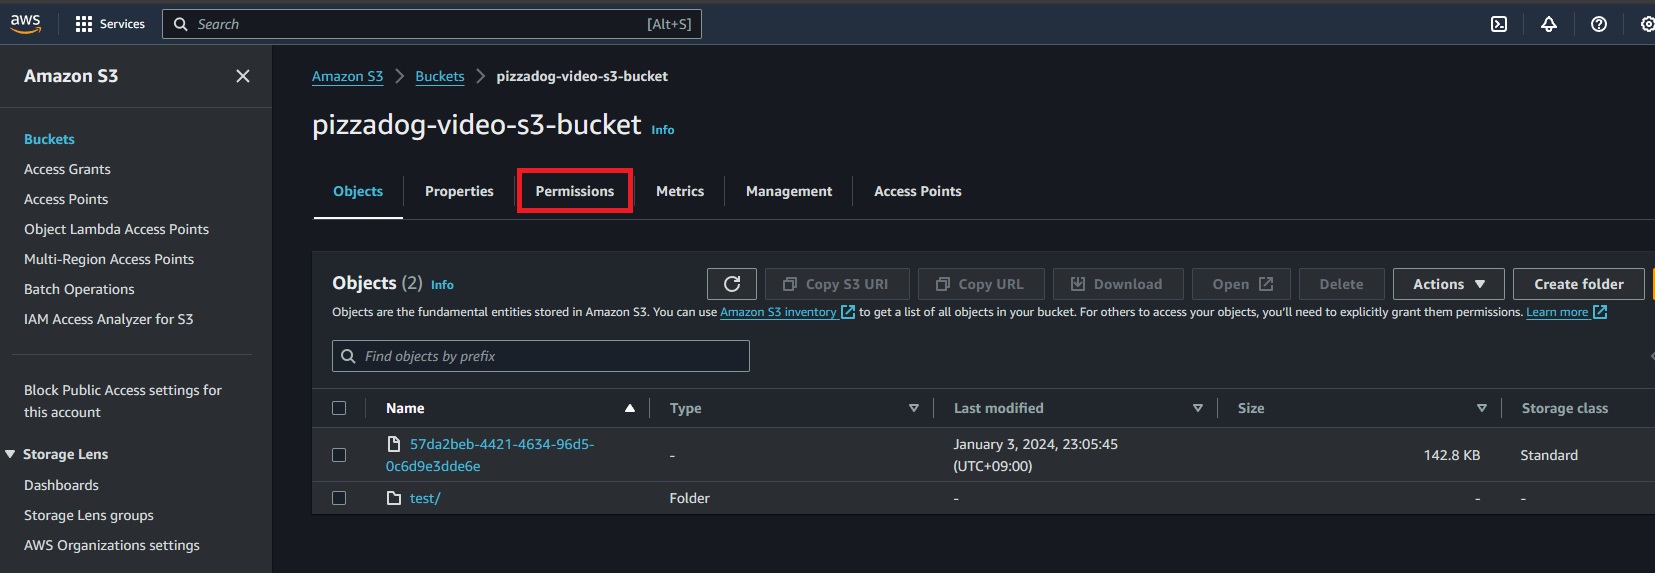 aws
Services
Search
[Alt+S]
Amazon S3
Buckets
Access Grants
Access Points
Object Lambda Access Points
Multi-Region Access Points
Batch Operations
IAM Access Analyzer for S3
Block Public Access settings for
this account
Storage Lens
Dashboards
Storage Lens groups
AWS Organizations settings
Amazon S3 > Buckets > pizzadog-video-s3-bucket
pizzadog-video-s3-bucket Info
Objects Properties Permissions Metrics Management Access Points
Objects (2) Info
Copy S3 URI Copy URL Download Open Delete Actions Create folder
Objects are the fundamental entities stored in Amazon S3. You can use Amazon S3 inventory to get a list of all objects in your bucket. For others to access your objects, you'll need to explicitly grant them permissions. Learn more
Find objects by prefix
Name Type Last modified Size Storage class
57da2beb-4421-4634-96d5-
0c6d9e3dde6e
-
January 3, 2024, 23:05:45
(UTC+09:00)
142.8 KB
Standard
test/ Folder - - -